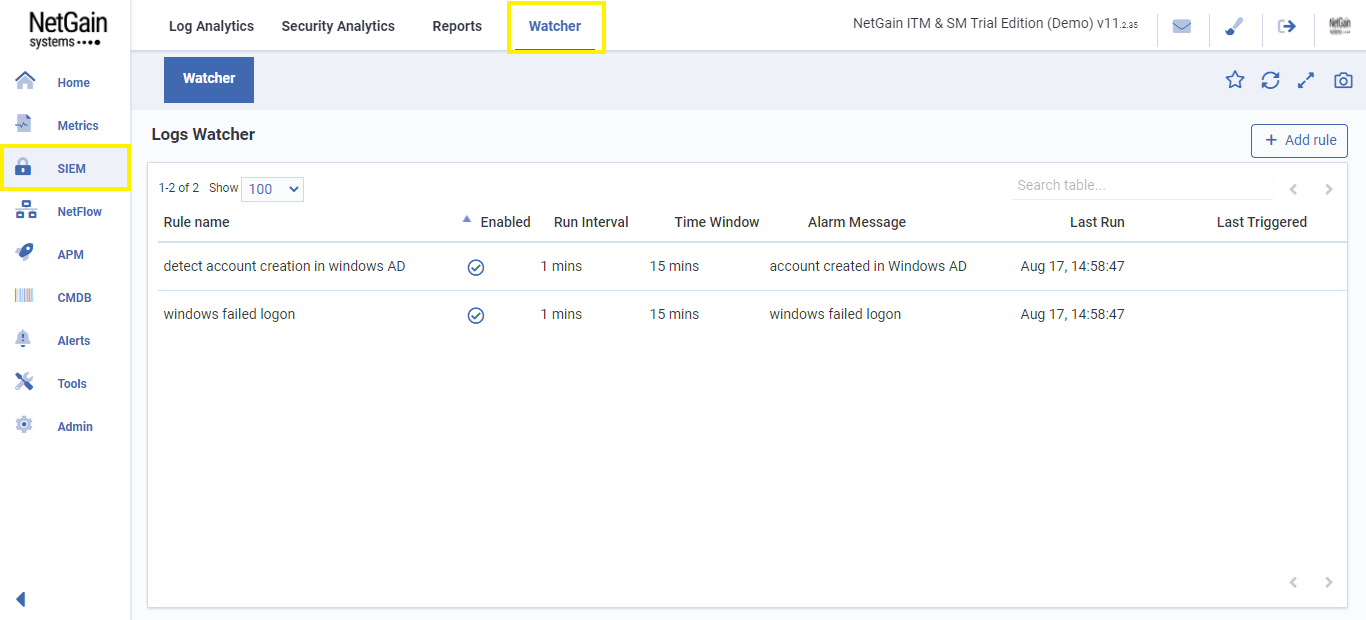 NetGain
systems
Log Analytics Security Analytics Reports Watcher
NetGain ITM & SM Trial Edition (Demo) v11.2.35
NetGain
Home
Metrics
SIEM
NetFlow
APM
CMDB
Alerts
Tools
Admin
Watcher
Logs Watcher
+ Add rule
1-2 of 2 Show 100
Search table...
Rule name Enabled Run Interval Time Window Alarm Message Last Run Last Triggered
detect account creation in windows AD 1 mins 15 mins account created in Windows AD Aug 17, 14:58:47
windows failed logon 1 mins 15 mins windows failed logon Aug 17, 14:58:47